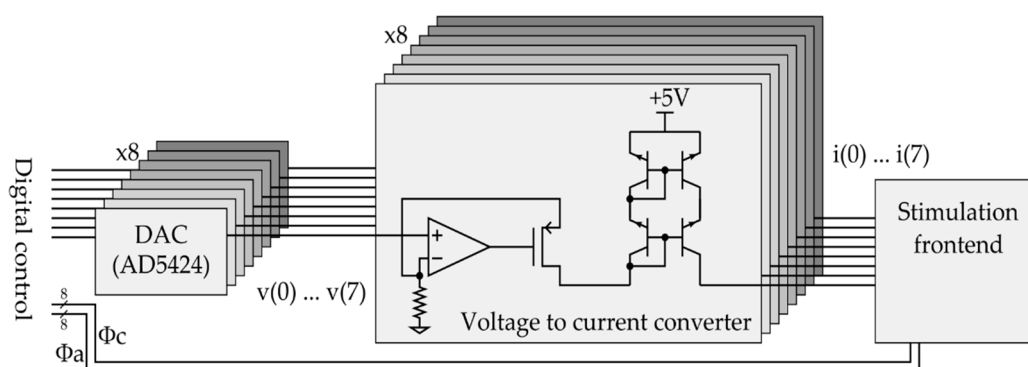 x8
+5V
x8
i(0) ... i(7)
Digital control
DAC
(AD5424)
+
−
Stimulation
frontend
v(0) ... v(7)
8
8
Φc
Φa
Voltage to current converter